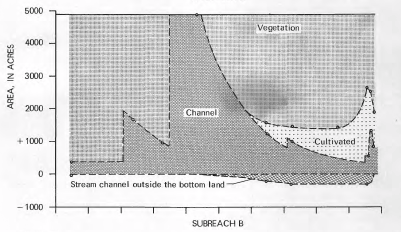 5000
4000
3000
2000
+ 1000
0
− 1000
AREA, IN ACRES
Vegetation
Channel
Cultivated
Stream channel outside the bottom land
SUBREACH B